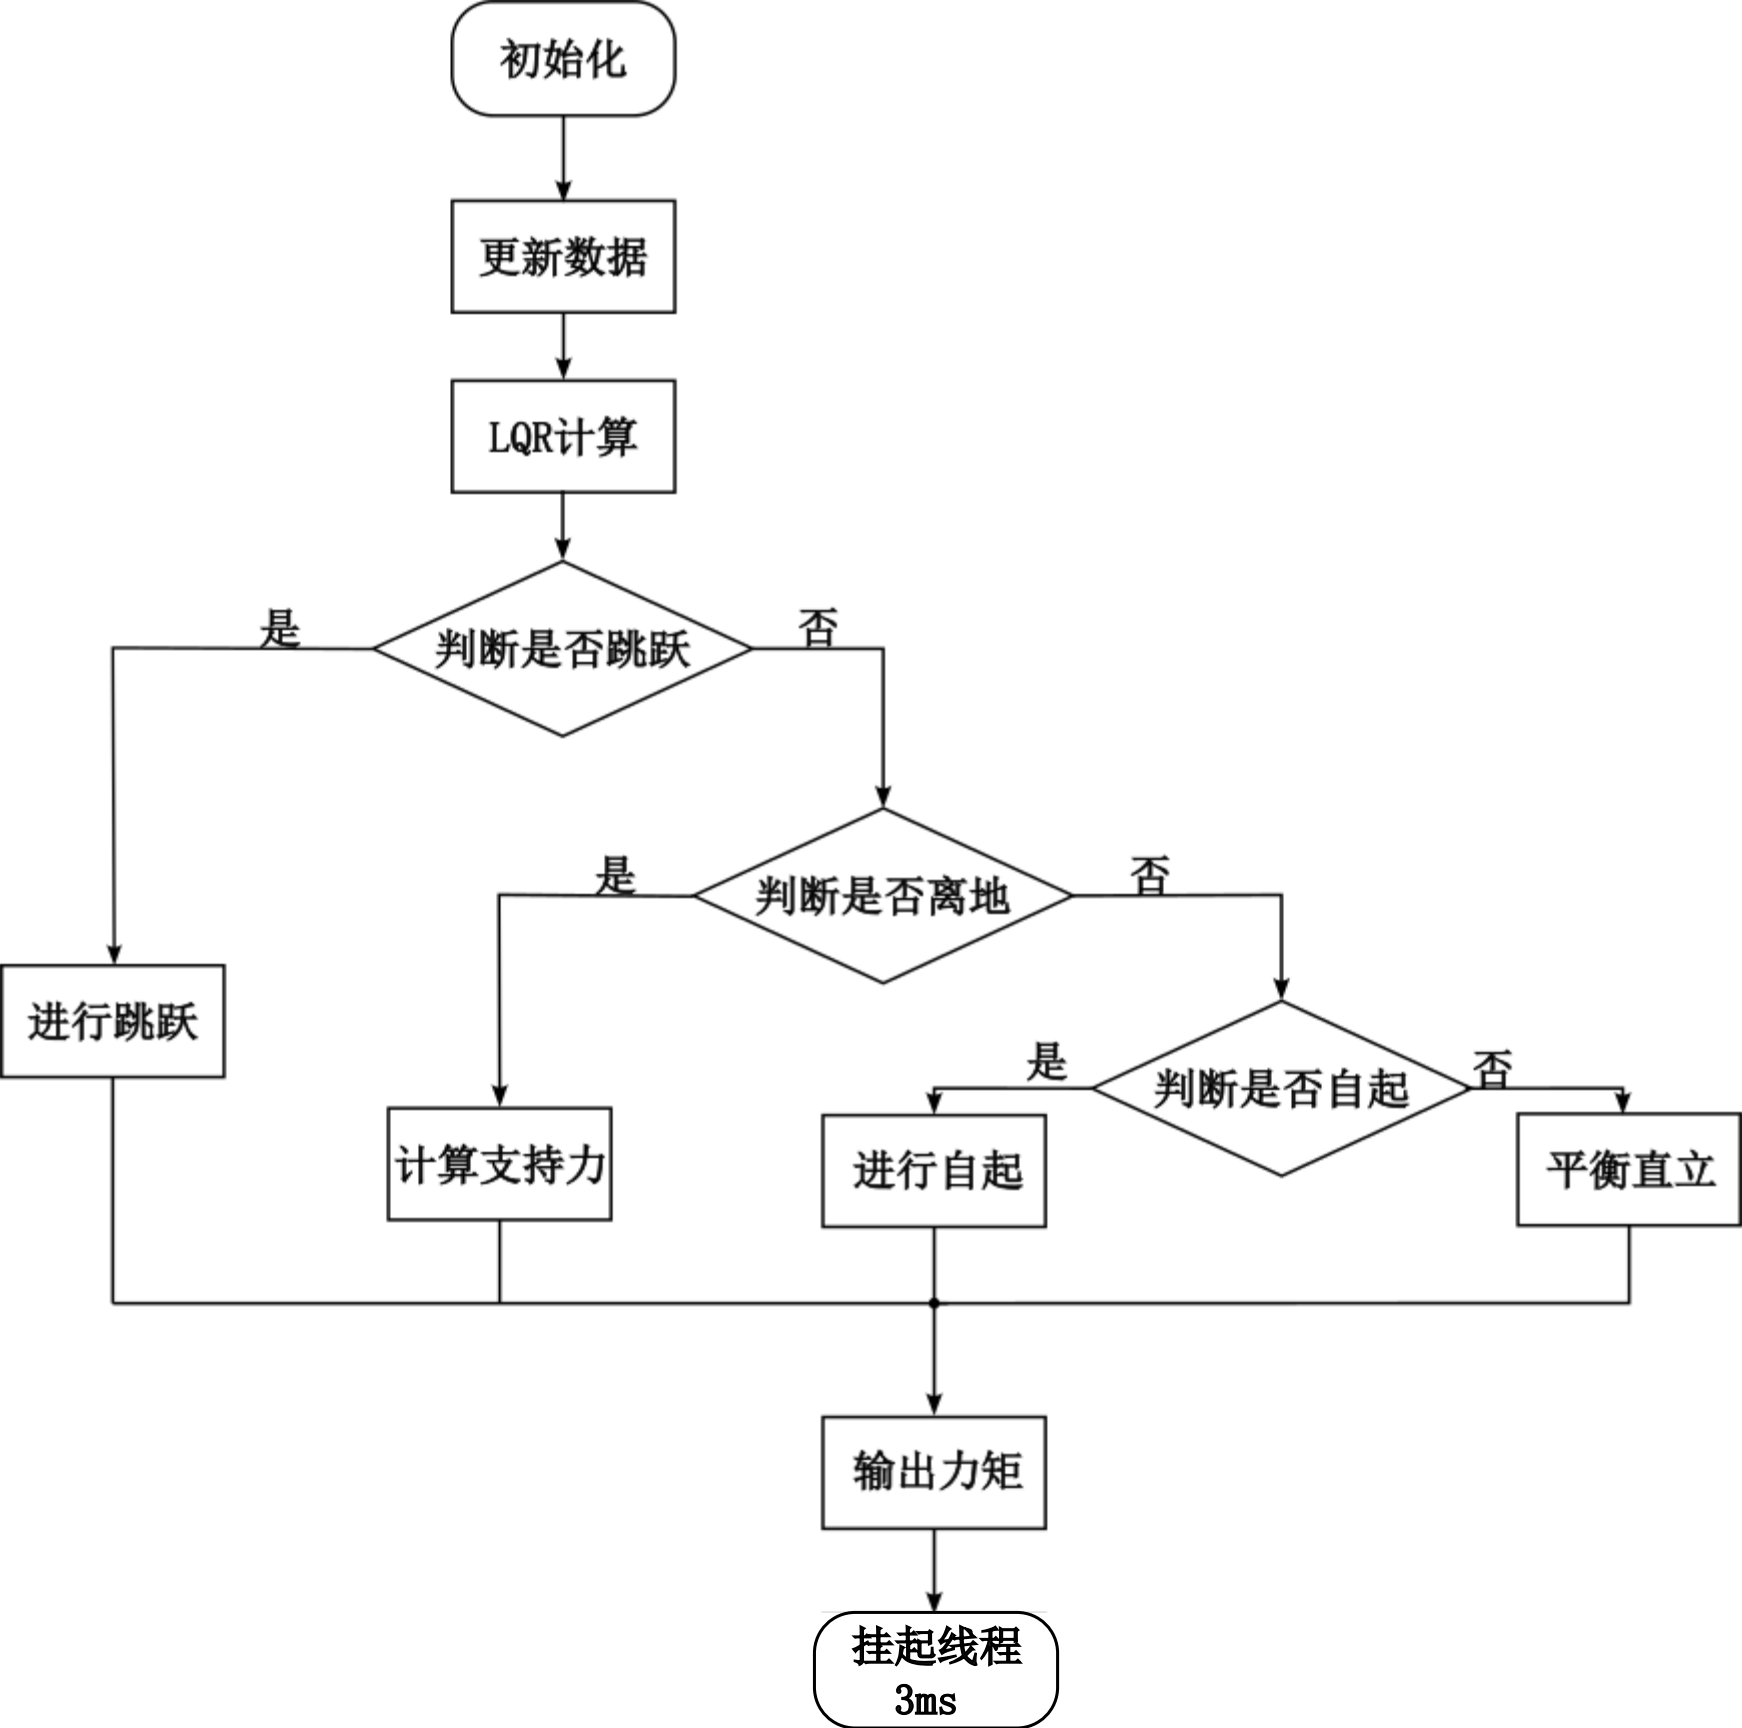 初始化
更新数据
LQR计算
是
判断是否跳跃
否
是
判断是否离地
否
进行跳跃
计算支持力
是
判断是否自起
否
进行自起
平衡直立
输出力矩
挂起线程
3ms